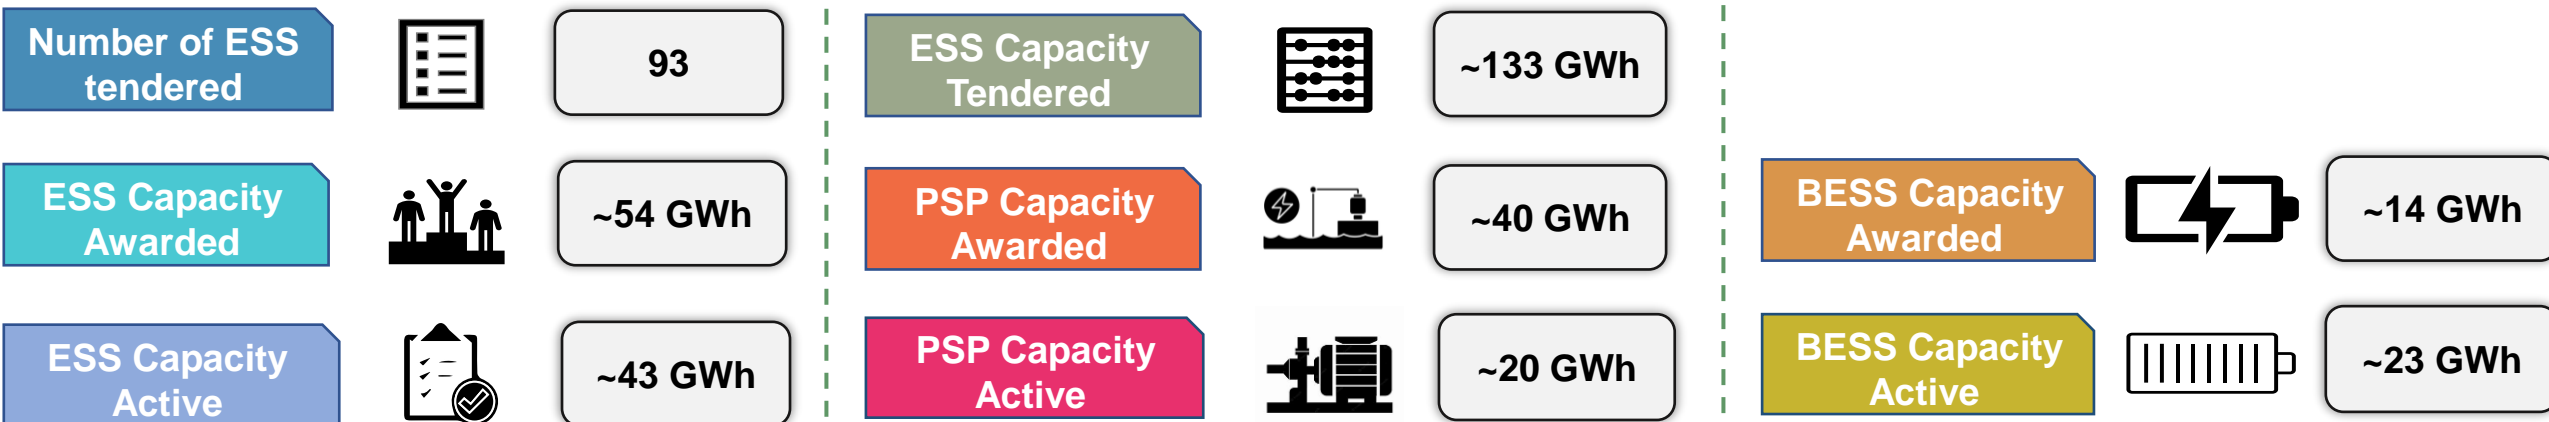 Number of ESS
tendered
93
ESS Capacity
Tendered
~133 GWh
ESS Capacity
Awarded
~54 GWh
PSP Capacity
Awarded
~40 GWh
BESS Capacity
Awarded
~14 GWh
ESS Capacity
Active
~43 GWh
PSP Capacity
Active
~20 GWh
BESS Capacity
Active
~23 GWh